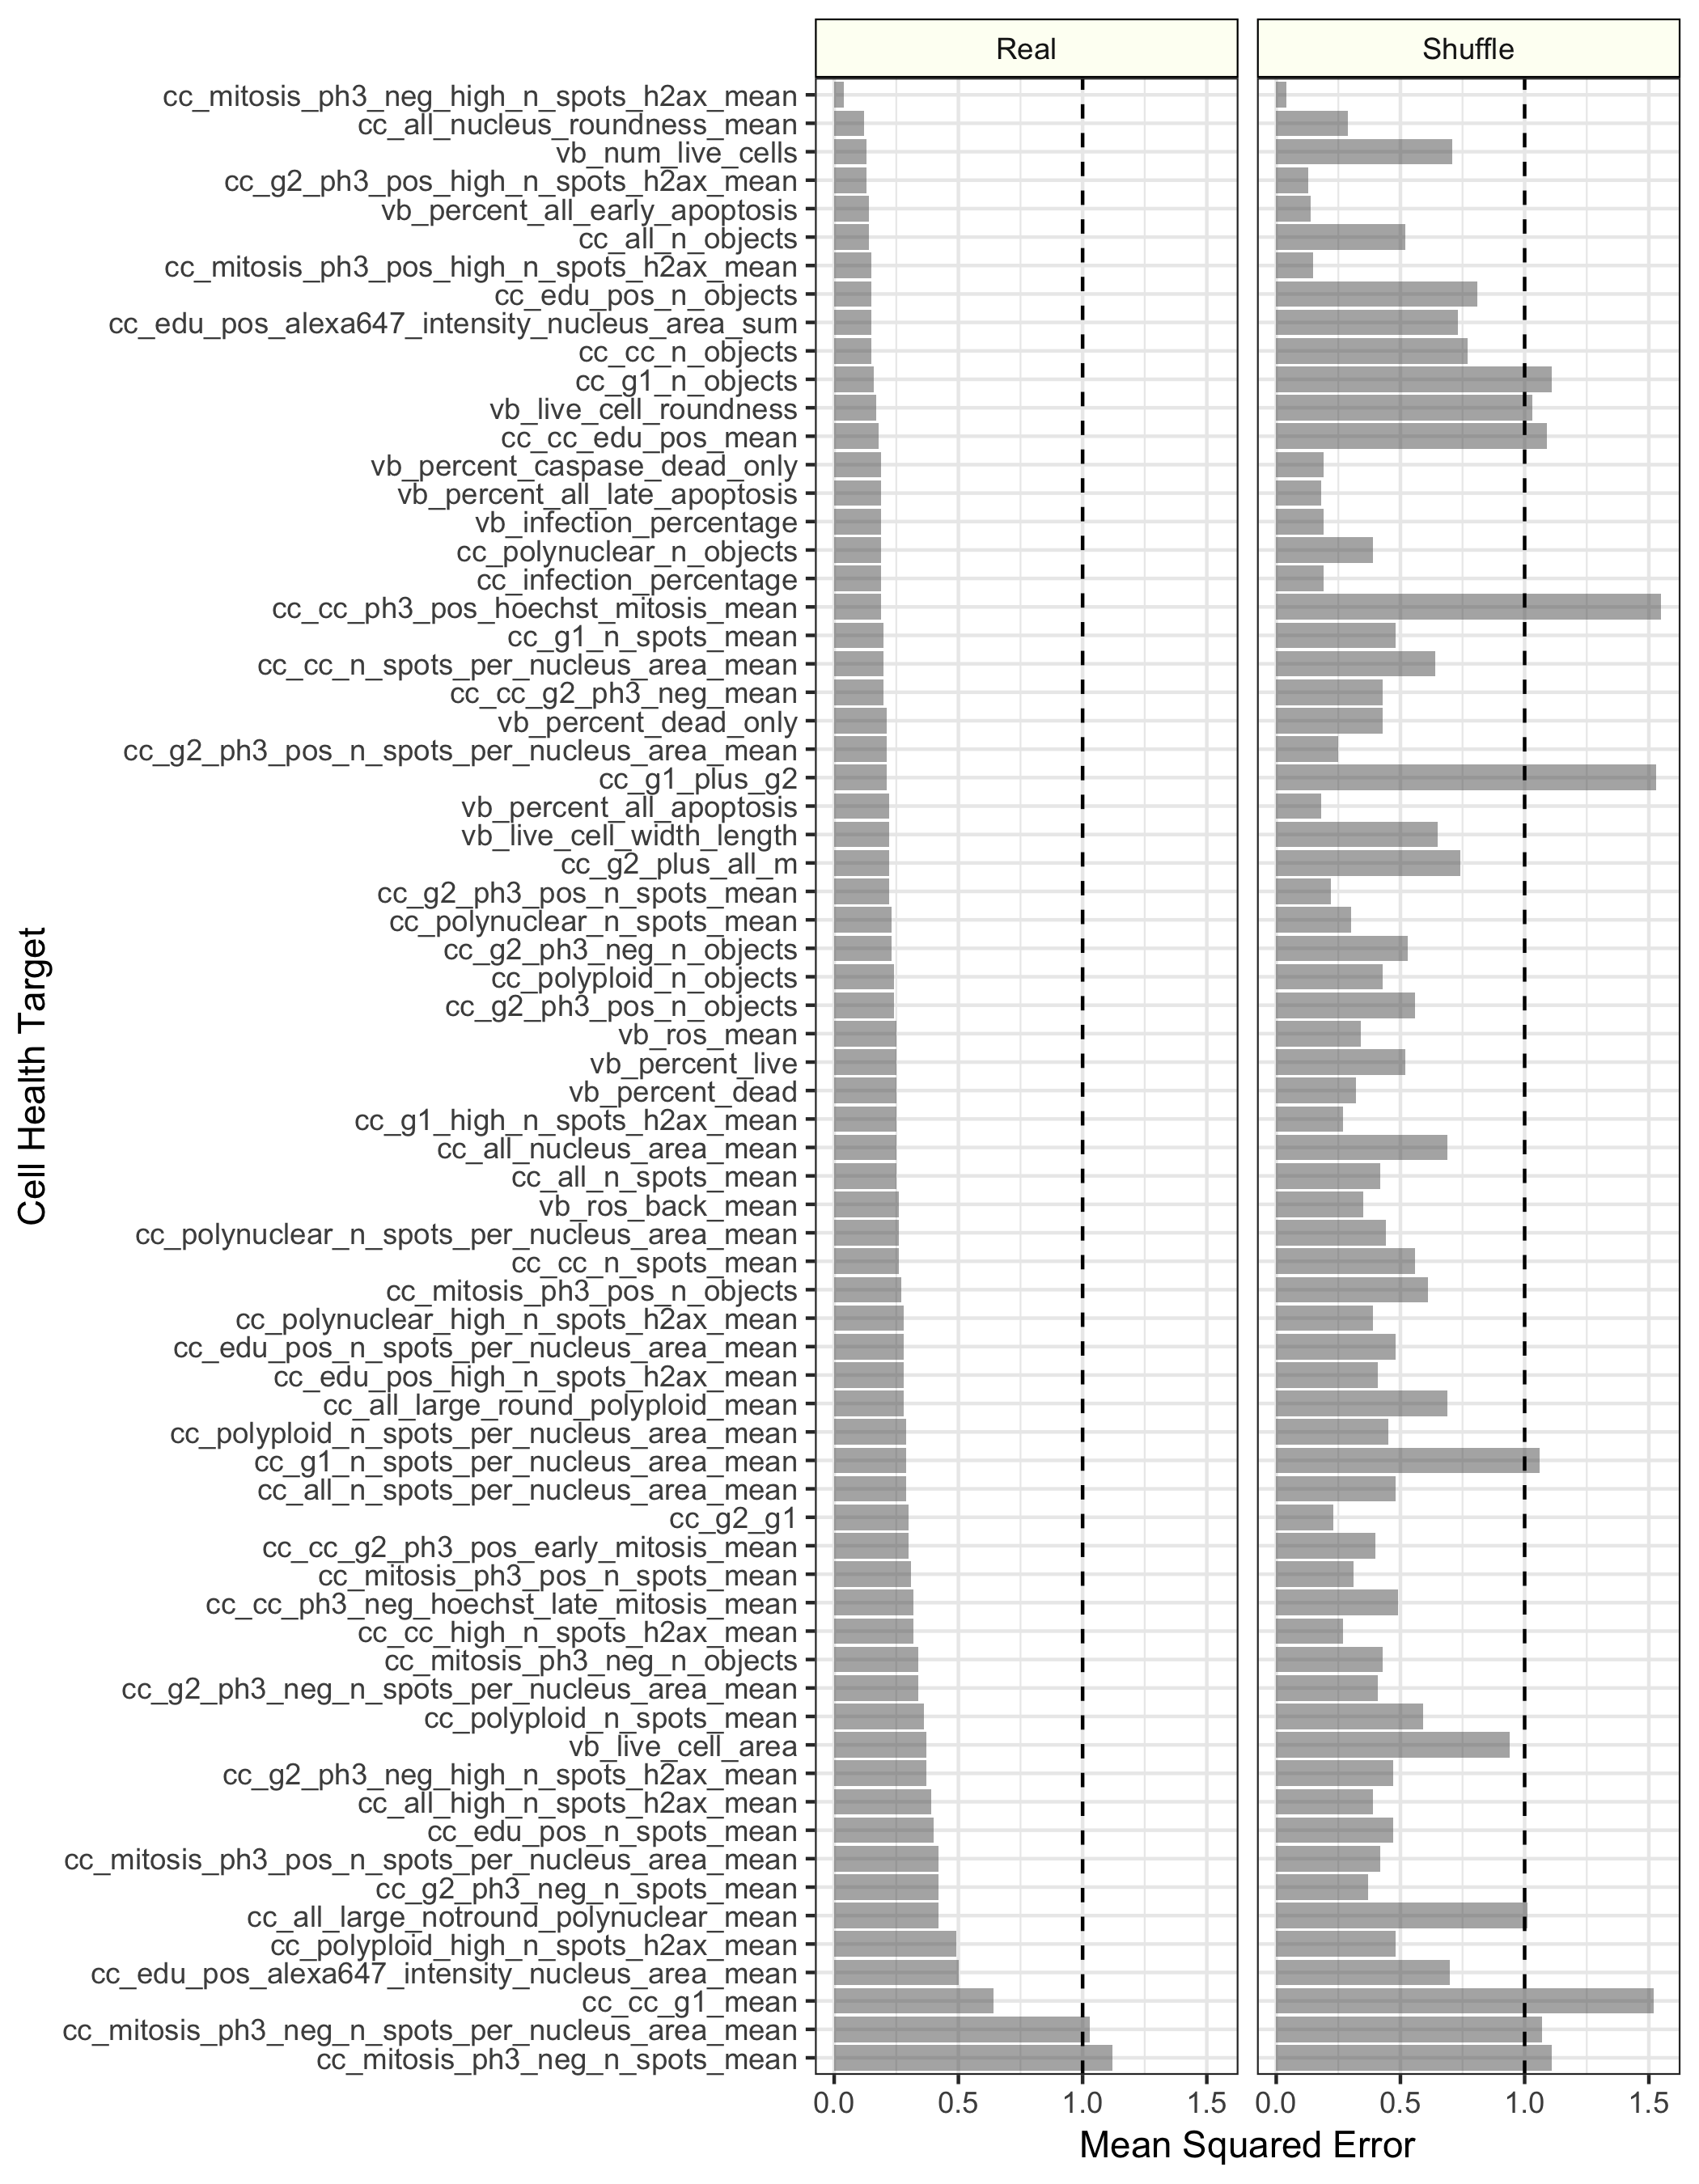 Real
Shuffle
cc_mitosis_ph3_neg_high_n_spots_h2ax_mean
cc_all_nucleus_roundness_mean
vb_num_live_cells
cc_g2_ph3_pos_high_n_spots_h2ax_mean
vb_percent_all_early_apoptosis
cc_all_n_objects
cc_mitosis_ph3_pos_high_n_spots_h2ax_mean
cc_edu_pos_n_objects
cc_edu_pos_alexa647_intensity_nucleus_area_sum
cc_cc_n_objects
cc_g1_n_objects
vb_live_cell_roundness
cc_cc_edu_pos_mean
vb_percent_caspase_dead_only
vb_percent_all_late_apoptosis
vb_infection_percentage
cc_polynuclear_n_objects
cc_infection_percentage
cc_cc_ph3_pos_hoechst_mitosis_mean
cc_g1_n_spots_mean
cc_cc_n_spots_per_nucleus_area_mean
cc_cc_g2_ph3_neg_mean
vb_percent_dead_only
cc_g2_ph3_pos_n_spots_per_nucleus_area_mean
cc_g1_plus_g2
vb_percent_all_apoptosis
vb_live_cell_width_length
cc_g2_plus_all_m
cc_g2_ph3_pos_n_spots_mean
cc_polynuclear_n_spots_mean
cc_g2_ph3_neg_n_objects
cc_polyploid_n_objects
cc_g2_ph3_pos_n_objects
vb_ros_mean
vb_percent_live
vb_percent_dead
cc_g1_high_n_spots_h2ax_mean
cc_all_nucleus_area_mean
cc_all_n_spots_mean
vb_ros_back_mean
cc_polynuclear_n_spots_per_nucleus_area_mean
cc_cc_n_spots_mean
cc_mitosis_ph3_pos_n_objects
cc_polynuclear_high_n_spots_h2ax_mean
cc_edu_pos_n_spots_per_nucleus_area_mean
cc_edu_pos_high_n_spots_h2ax_mean
cc_all_large_round_polyploid_mean
cc_polyploid_n_spots_per_nucleus_area_mean
cc_g1_n_spots_per_nucleus_area_mean
cc_all_n_spots_per_nucleus_area_mean
cc_g2_g1
cc_cc_g2_ph3_pos_early_mitosis_mean
cc_mitosis_ph3_pos_n_spots_mean
cc_cc_ph3_neg_hoechst_late_mitosis_mean
cc_cc_high_n_spots_h2ax_mean
cc_mitosis_ph3_neg_n_objects
cc_g2_ph3_neg_n_spots_per_nucleus_area_mean
cc_polyploid_n_spots_mean
vb_live_cell_area
cc_g2_ph3_neg_high_n_spots_h2ax_mean
cc_all_high_n_spots_h2ax_mean
cc_edu_pos_n_spots_mean
cc_mitosis_ph3_pos_n_spots_per_nucleus_area_mean
cc_g2_ph3_neg_n_spots_mean
cc_all_large_notround_polynuclear_mean
cc_polyploid_high_n_spots_h2ax_mean
cc_edu_pos_alexa647_intensity_nucleus_area_mean
cc_cc_g1_mean
cc_mitosis_ph3_neg_n_spots_per_nucleus_area_mean
cc_mitosis_ph3_neg_n_spots_mean
Cell Health Target
0.0 0.5 1.0 1.5
0.0 0.5 1.0 1.5
Mean Squared Error